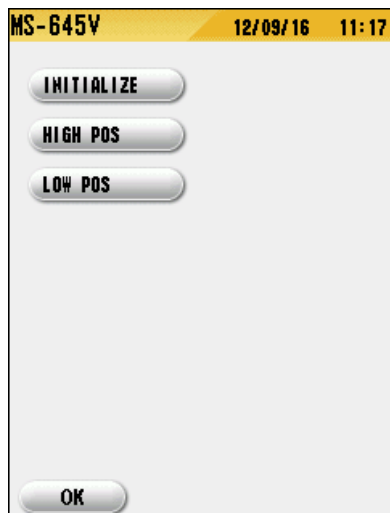 MS-645V 12/09/16 11:17
INITIALIZE
HIGH POS
LOW POS
OK